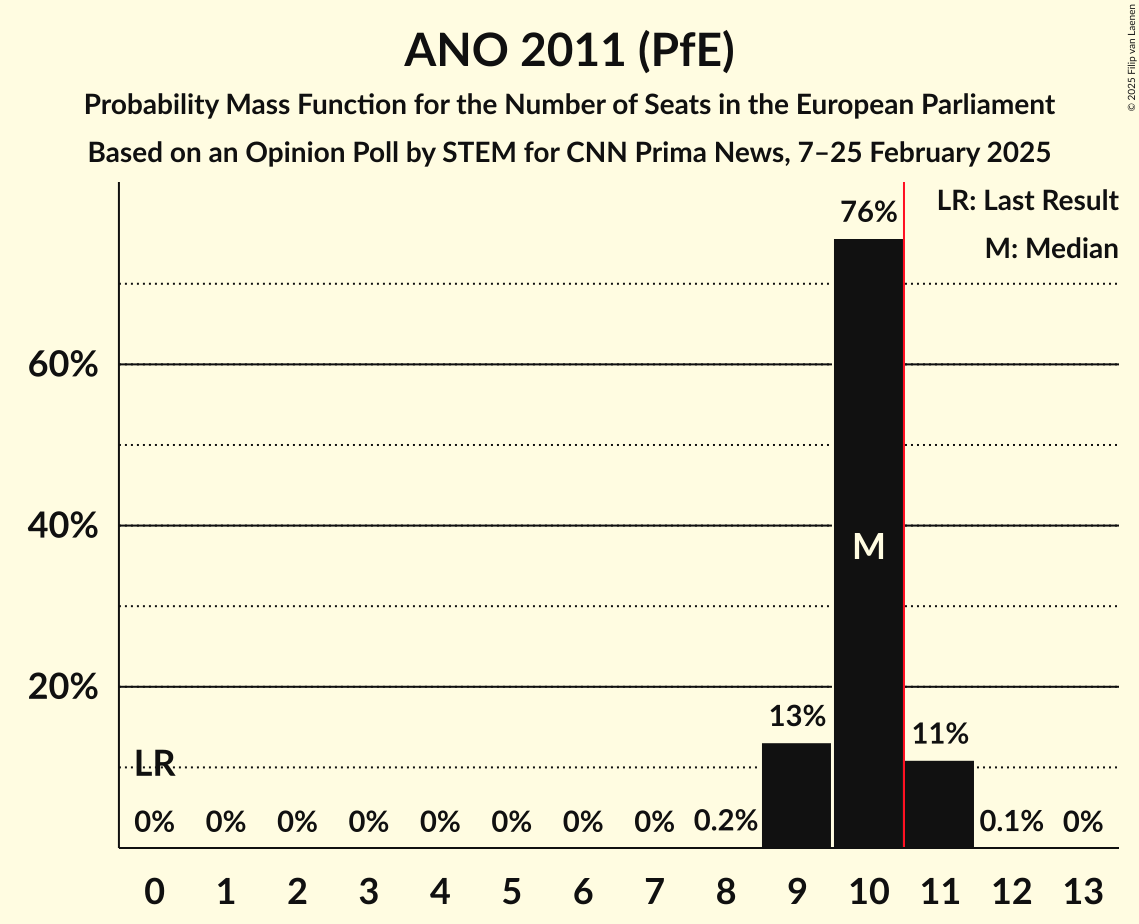 ANO 2011 (PfE)
Probability Mass Function for the Number of Seats in the European Parliament
Based on an Opinion Poll by STEM for CNN Prima News, 7–25 February 2025
© 2025 Filip van Laenen
LR: Last Result
M: Median
76%
60%
40%
M
20%
13%
11%
LR
0% 0% 0% 0% 0% 0% 0% 0% 0.2% 0.1% 0%
0 1 2 3 4 5 6 7 8 9 10 11 12 13